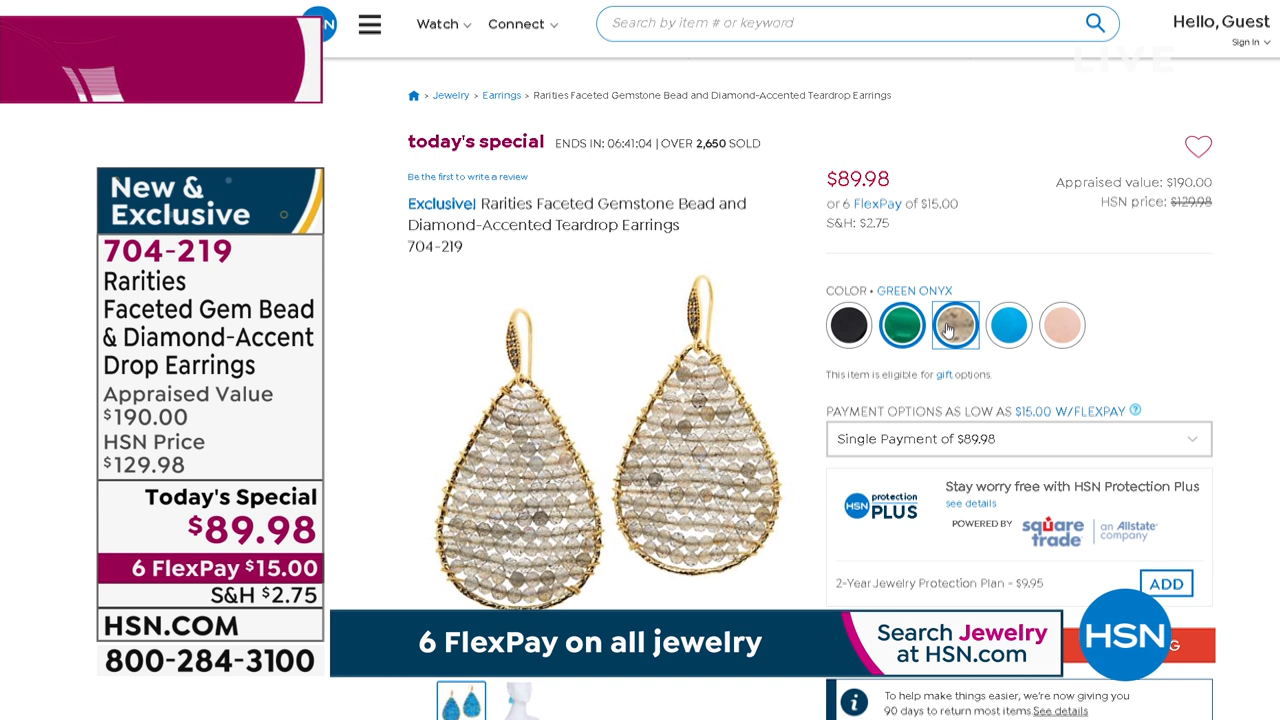 HSN
Watch
Connect
Search by item # or keyword
Hello, Guest
Sign In
LIVE
> Jewelry > Earrings > Rarities Faceted Gemstone Bead and Diamond-Accented Teardrop Earrings
today's special ENDS IN: 06:41:04 | OVER 2,650 SOLD
Be the first to write a review
Exclusive! Rarities Faceted Gemstone Bead and
Diamond-Accented Teardrop Earrings
704-219
$89.98
or 6 FlexPay of $15.00
S&H: $2.75
Appraised value: $190.00
HSN price: $129.98
COLOR • GREEN ONYX
This item is eligible for gift options.
PAYMENT OPTIONS AS LOW AS $15.00 W/FLEXPAY ?
Single Payment of $89.98
HSN protection PLUS
Stay worry free with HSN Protection Plus
see details
POWERED BY square trade | an Allstate company
2-Year Jewelry Protection Plan - $9.95
ADD
New &
Exclusive
704-219
Rarities
Faceted Gem Bead
& Diamond-Accent
Drop Earrings
Appraised Value
$190.00
HSN Price
$129.98
Today's Special
$89.98
6 FlexPay $15.00
S&H $2.75
HSN.COM
800-284-3100
6 FlexPay on all jewelry
Search Jewelry
at HSN.com
HSN
To help make things easier, we're now giving you
90 days to return most items. See details